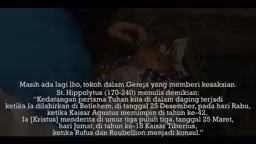 Masih ada lagi lho, tokoh dalam Gereja yang memberi kesaksian.
St. Hippolytus (170-240) menulis demikian:
“Kedatangan pertama Tuhan kita di dalam daging terjadi
ketika Ia dilahirkan di Betlehem, di tanggal 25 Desember, pada hari Rabu,
ketika Kaisar Agustus memimpin di tahun ke-42,
Ia [Kristus] menderita di umur tiga puluh tiga, tanggal 25 Maret,
hari Jumat, di tahun ke-18 Kaisar Tiberius,
ketika Rufus dan Roubellion menjadi konsul.”